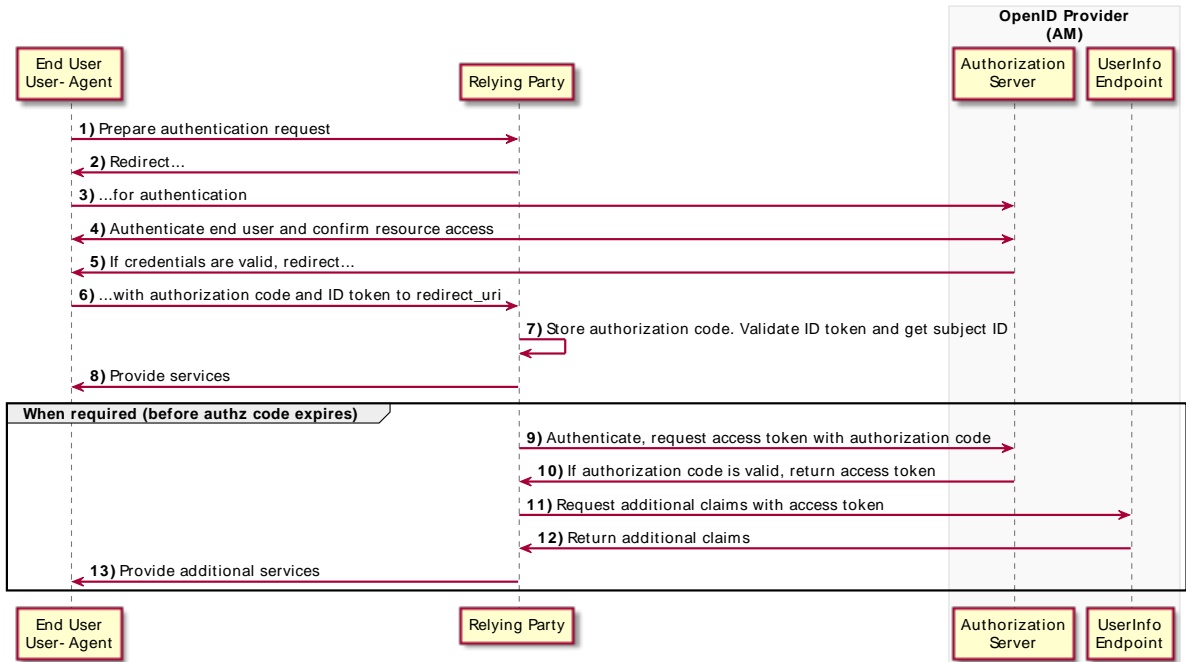 OpenID Provider
(AM)
End User
User- Agent
Relying Party
Authorization
Server
UserInfo
Endpoint
1) Prepare authentication request
2) Redirect...
3) ...for authentication
4) Authenticate end user and confirm resource access
5) If credentials are valid, redirect...
6) ...with authorization code and ID token to redirect_uri
7) Store authorization code. Validate ID token and get subject ID
8) Provide services
When required (before authz code expires)
9) Authenticate, request access token with authorization code
10) If authorization code is valid, return access token
11) Request additional claims with access token
12) Return additional claims
13) Provide additional services
End User
User- Agent
Relying Party
Authorization
Server
UserInfo
Endpoint